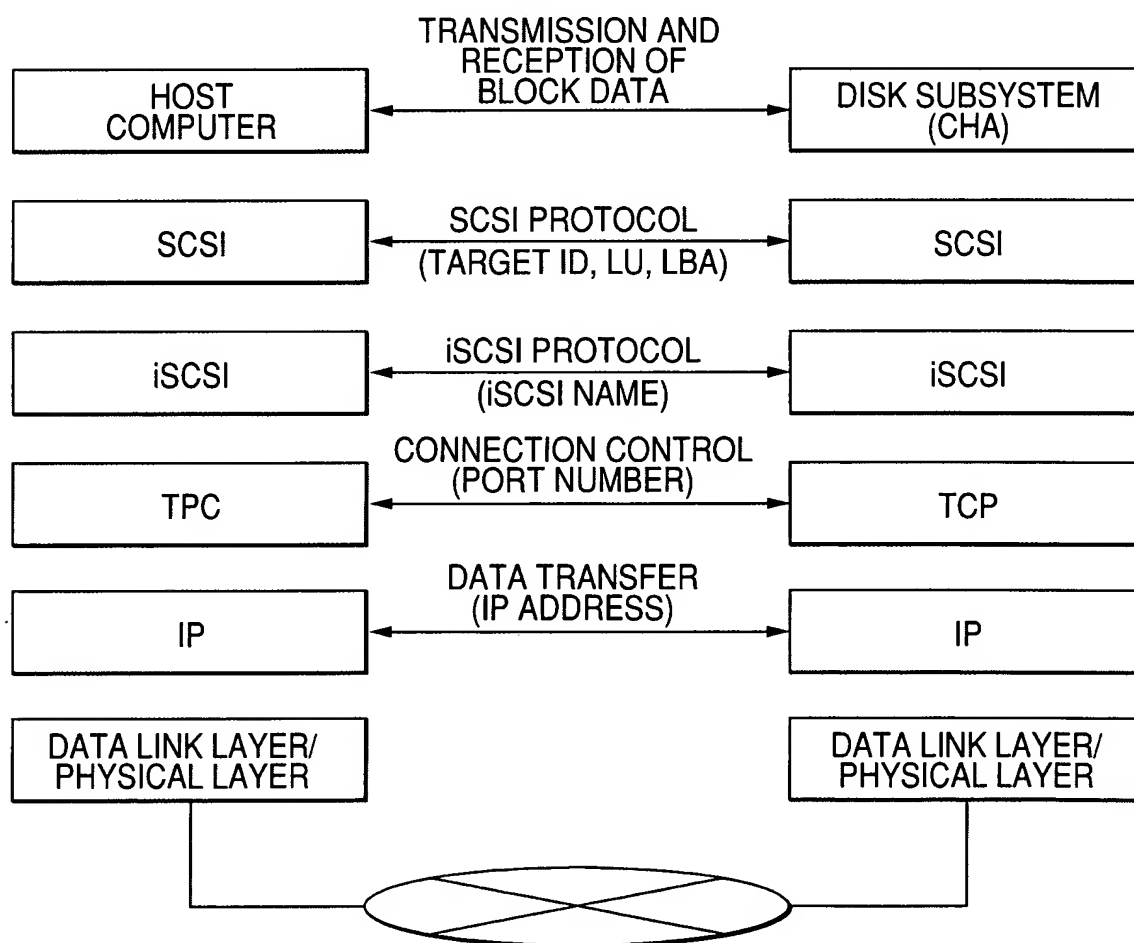 TRANSMISSION AND
RECEPTION OF
BLOCK DATA
HOST
COMPUTER
DISK SUBSYSTEM
(CHA)
SCSI
SCSI PROTOCOL
(TARGET ID, LU, LBA)
SCSI
iSCSI
iSCSI PROTOCOL
(iSCSI NAME)
iSCSI
TPC
CONNECTION CONTROL
(PORT NUMBER)
TCP
IP
DATA TRANSFER
(IP ADDRESS)
IP
DATA LINK LAYER/
PHYSICAL LAYER
DATA LINK LAYER/
PHYSICAL LAYER